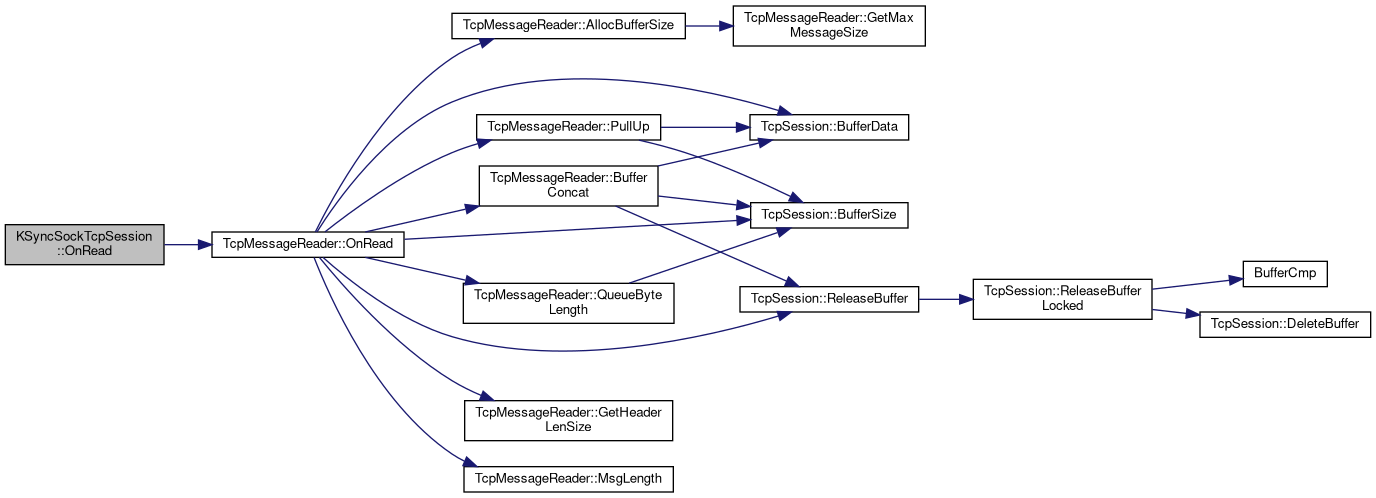 KSyncSockTcpSession
::OnRead
TcpMessageReader::OnRead
TcpMessageReader::AllocBufferSize
TcpMessageReader::GetMax
MessageSize
TcpMessageReader::PullUp
TcpSession::BufferData
TcpMessageReader::Buffer
Concat
TcpSession::BufferSize
TcpMessageReader::QueueByte
Length
TcpSession::ReleaseBuffer
TcpSession::ReleaseBuffer
Locked
BufferCmp
TcpSession::DeleteBuffer
TcpMessageReader::GetHeader
LenSize
TcpMessageReader::MsgLength